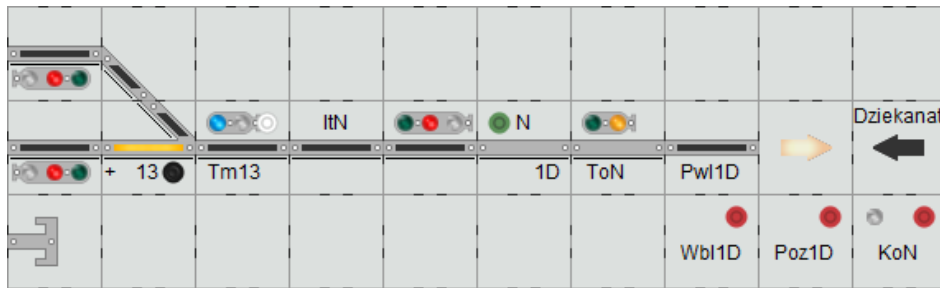 ItN
N
Dziekanat
+ 13
Tm13
1D
ToN
Pwl1D
Wbl1D
Poz1D
KoN